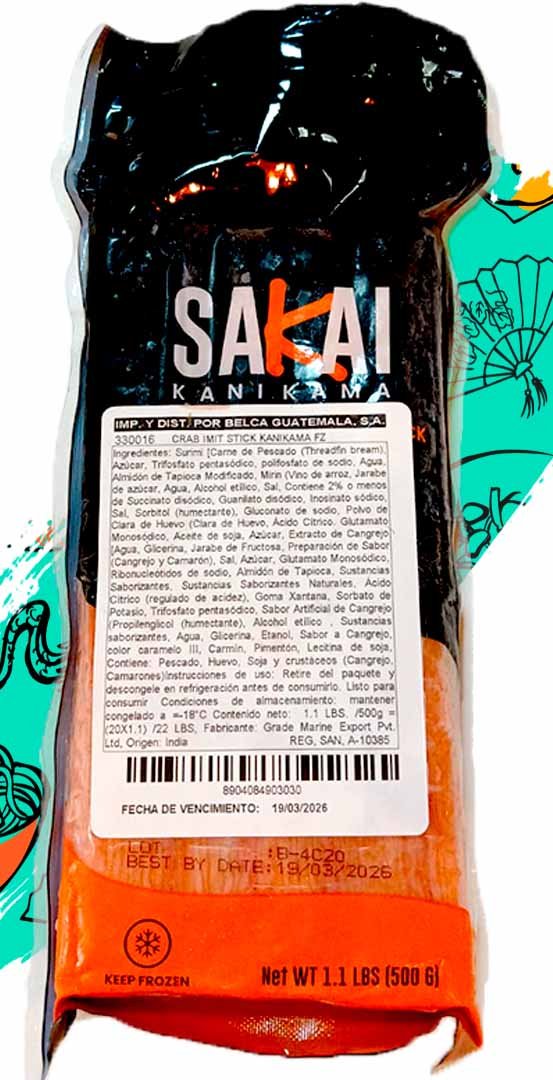 SAKAI
KANIKAMA
IMP. Y DIST. POR BELCA GUATEMALA, S.A.
330016 CRAB IMIT STICK KANIKAMA FZ
CK
Ingredientes: Surimi [Carne de Pescado (Threadfin bream),
Azúcar, Trifosfato pentasódico, polifosfato de sodio, Agua,
Almidón de Tapioca Modificado, Mirin (Vino de arroz, Jarabe
de azúcar, Agua, Alcohol etílico, Sal, Contiene 2% o menos
de Succinato disódico, Guanilato disódico, Inosinato sódico,
Sal, Sorbitol (humectante), Gluconato de sodio, Polvo de
Clara de Huevo (Clara de Huevo, Ácido Cítrico. Glutamato
Monosódico, Aceite de soja, Azúcar, Extracto de Cangrejo
[Agua, Glicerina, Jarabe de Fructosa, Preparación de Sabor
(Cangrejo y Camarón), Sal, Azúcar, Glutamato Monosódico,
Ribonucleótidos de sodio, Almidón de Tapioca, Sustancias
Saborizantes, Sustancias Saborizantes Naturales, Ácido
Cítrico (regulado de acidez), Goma Xantana, Sorbato de
Potasio, Trifosfato pentasódico, Sabor Artificial de Cangrejo
(Propilenglicol (humectante), Alcohol etílico , Sustancias
saborizantes, Agua, Glicerina, Etanol, Sabor a Cangrejo,
color caramelo III, Carmín, Pimentón, Lecitina de soja,
Contiene: Pescado, Huevo, Soja y crustáceos (Cangrejo,
Camarones)Instrucciones de uso: Retire del paquete y
descongele en refrigeración antes de consumirlo. Listo para
consumir Condiciones de almacenamiento: mantener
congelado a =-18°C Contenido neto: 1.1 LBS. /500g =
(20X1.1) /22 LBS, Fabricante: Grade Marine Export Pvt.
Ltd, Origen: India REG, SAN, A-10385
8904084903030
FECHA DE VENCIMIENTO: 19/03/2026
LOT :B-4C20
BEST BY DATE:19/03/2026
KEEP FROZEN
Net WT 1.1 LBS (500 G)